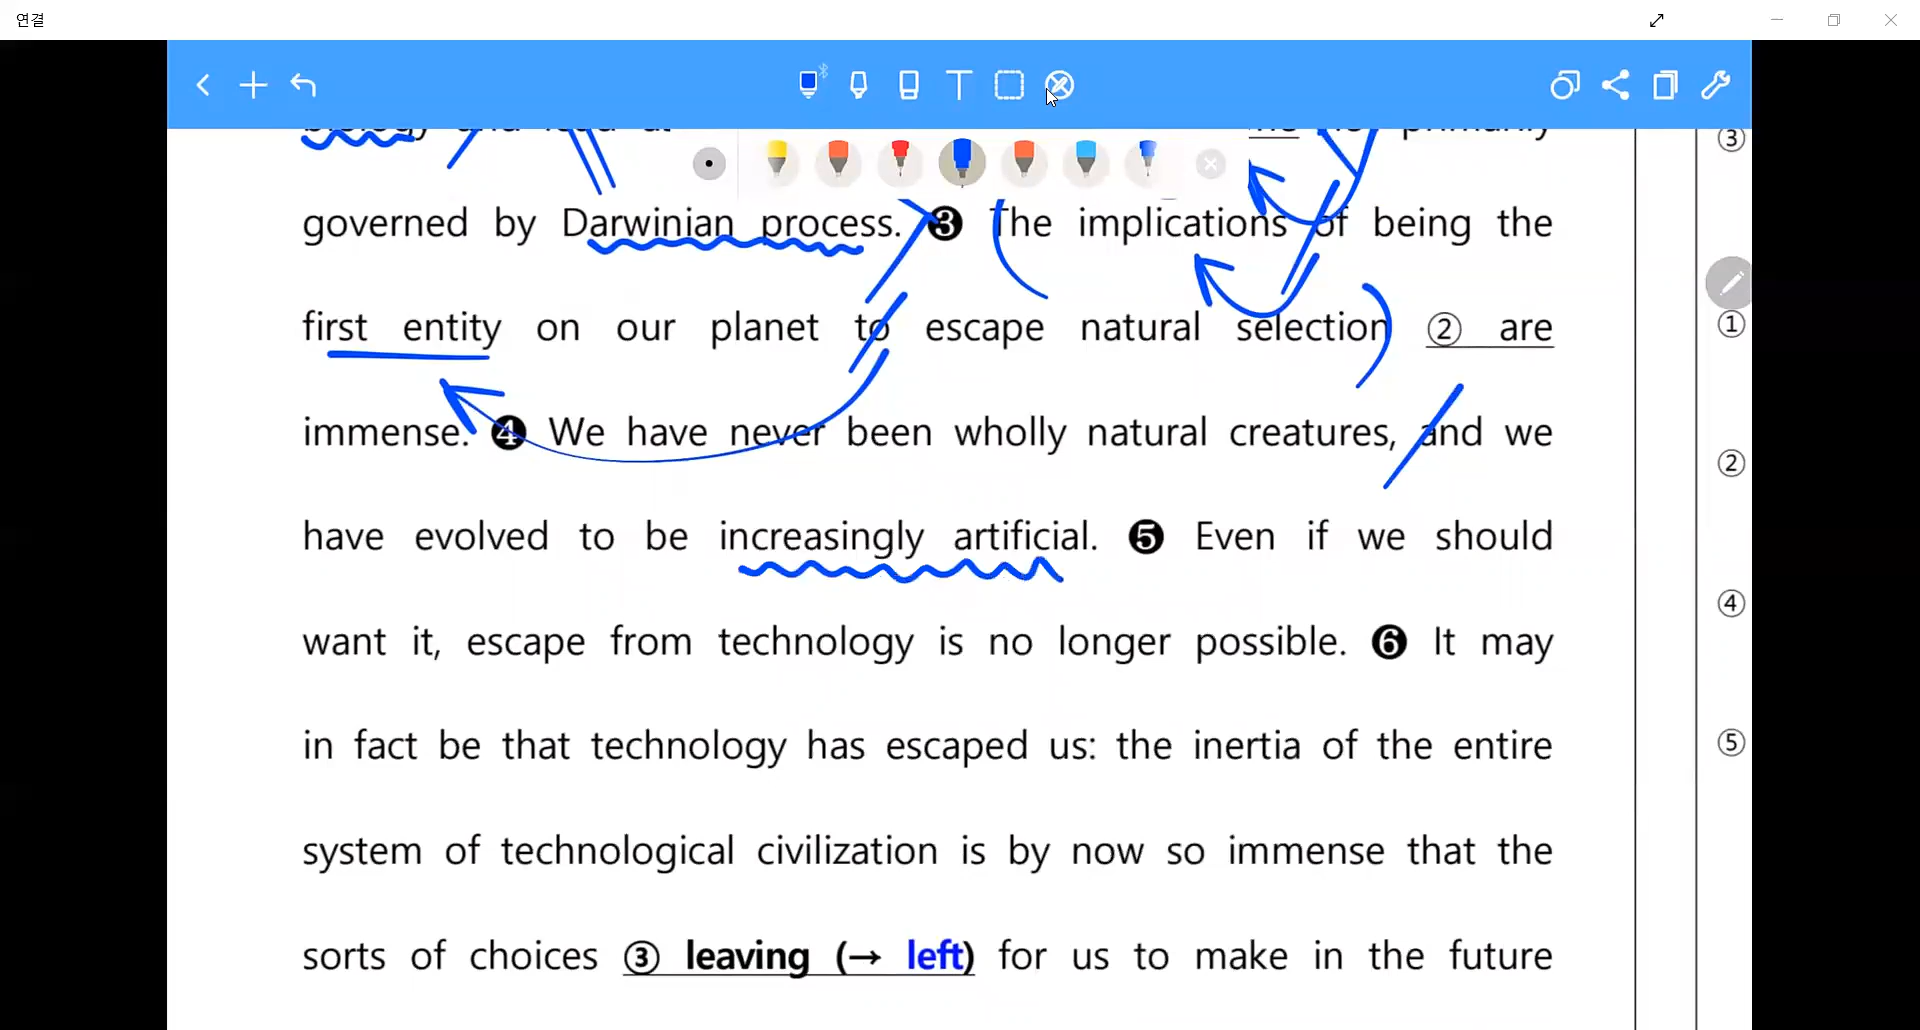 연결
primarily
③
governed by Darwinian process. ❸ The implications of being the
first entity on our planet to escape natural selection ② are
①
immense. ❹ We have never been wholly natural creatures, and we
②
have evolved to be increasingly artificial. ❺ Even if we should
④
want it, escape from technology is no longer possible. ❻ It may
in fact be that technology has escaped us: the inertia of the entire
⑤
system of technological civilization is by now so immense that the
sorts of choices ③ leaving (→ left) for us to make in the future